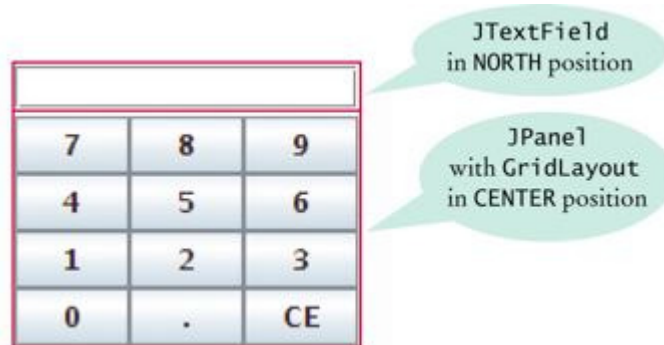 JTextField
in NORTH position
7 8 9
4 5 6
1 2 3
0 . CE
JPanel
with GridLayout
in CENTER position